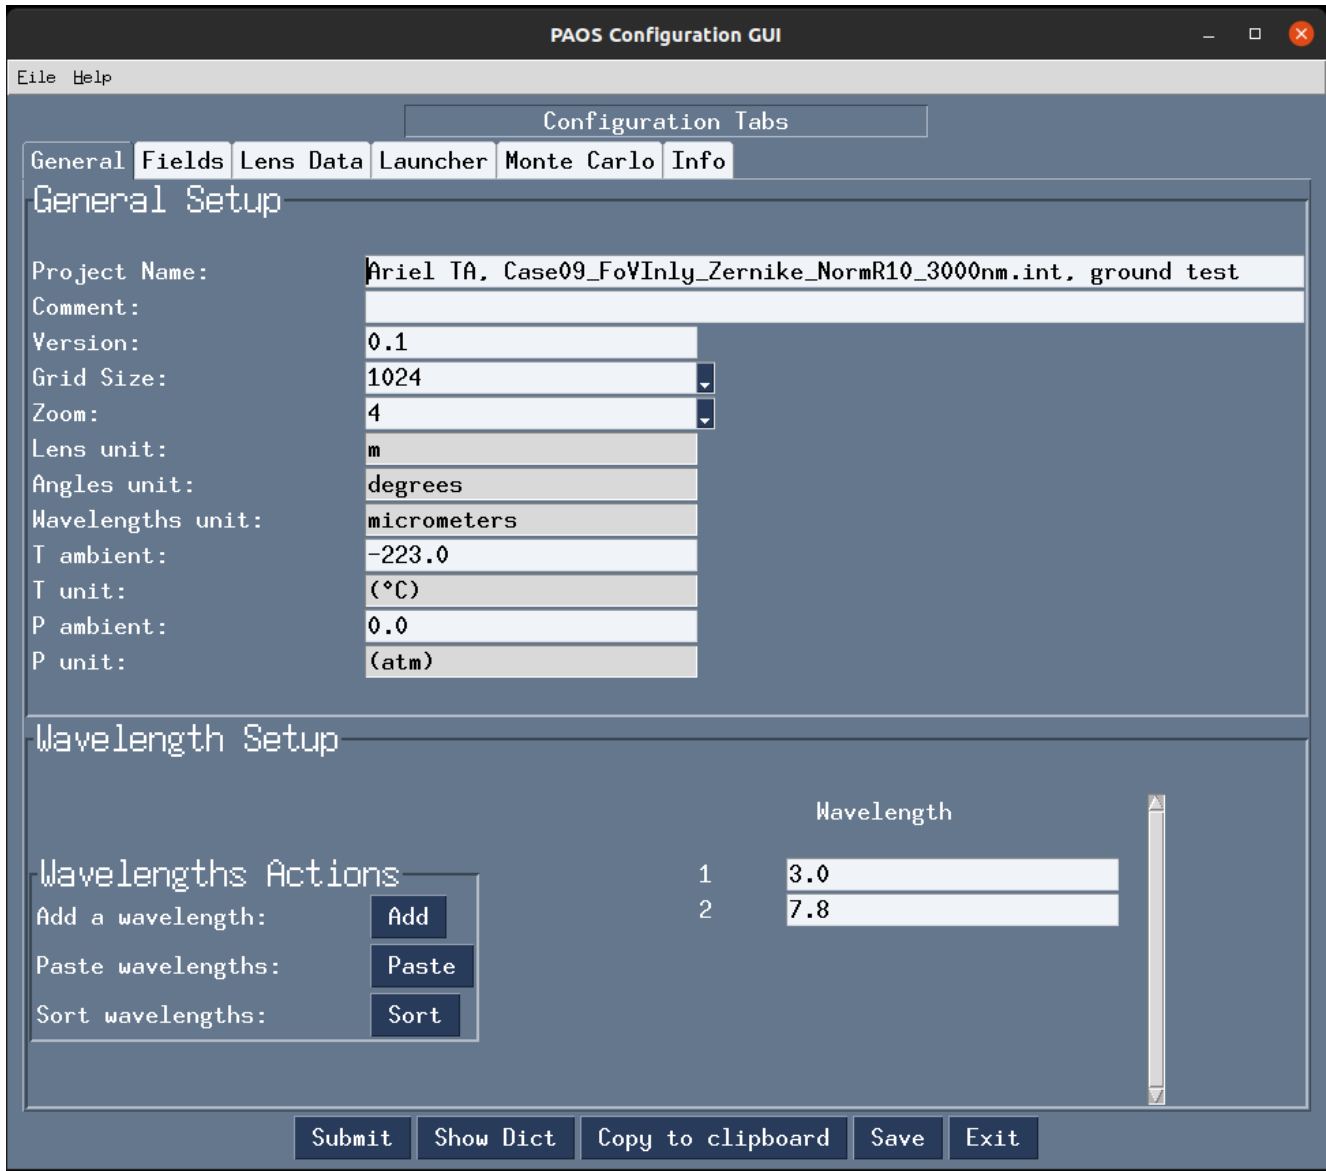 PAOS Configuration GUI
File Help
Configuration Tabs
General Fields Lens Data Launcher Monte Carlo Info
General Setup
Project Name: Ariel TA, Case09_FoVInly_Zernike_NormR10_3000nm.int, ground test
Comment:
Version: 0.1
Grid Size: 1024
Zoom: 4
Lens unit: m
Angles unit: degrees
Wavelengths unit: micrometers
T ambient: -223.0
T unit: (°C)
P ambient: 0.0
P unit: (atm)
Wavelength Setup
Wavelength
Wavelengths Actions
1 3.0
Add a wavelength: Add
2 7.8
Paste wavelengths: Paste
Sort wavelengths: Sort
Submit Show Dict Copy to clipboard Save Exit